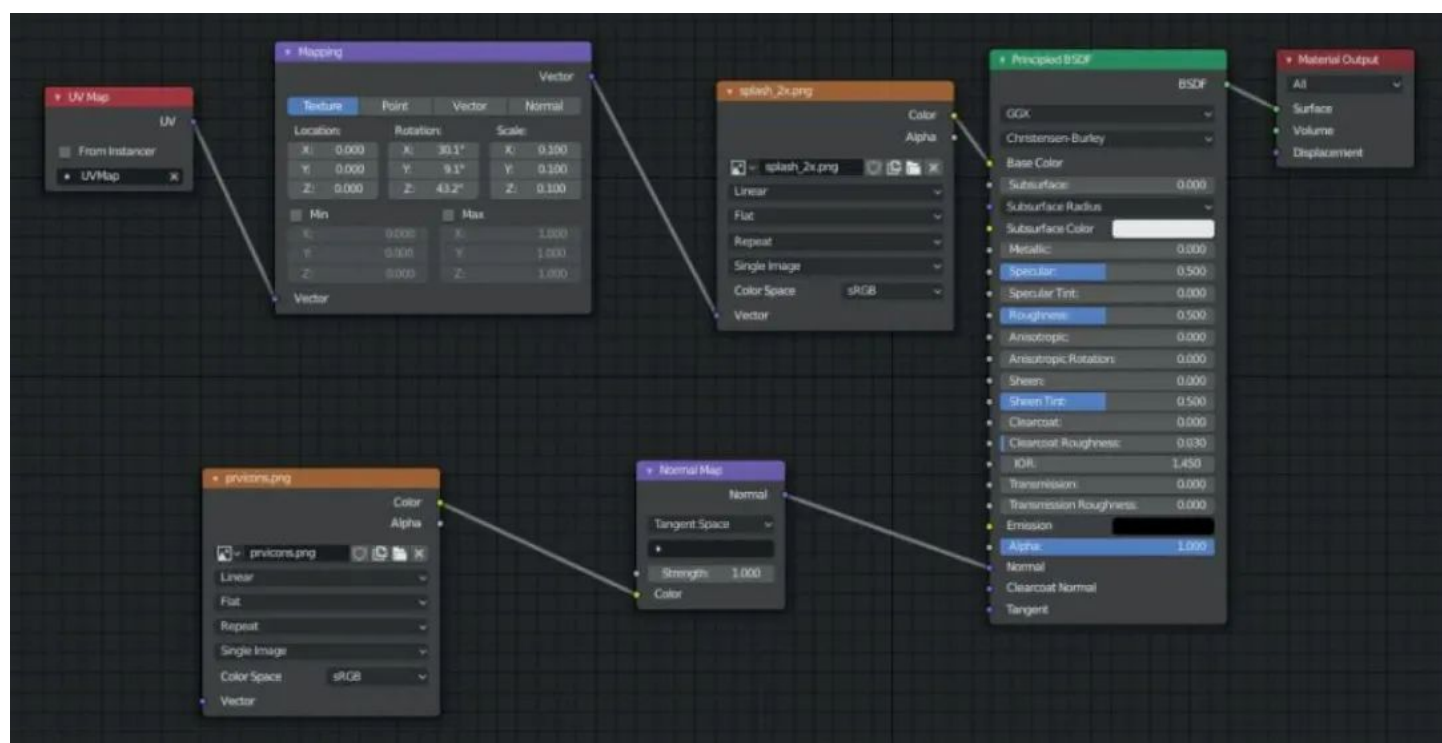 UV Map
UV
From Instancer
UVMap
Mapping
Vector
Texture Point Vector Normal
Location: Rotation: Scale:
X: 0.000 X: 30.1° X: 0.100
Y: 0.000 Y: 9.1° Y: 0.100
Z: 0.000 Z: 43.2° Z: 0.100
Min Max
X: 0.000 X: 1.000
Y: 0.000 Y: 1.000
Z: 0.000 Z: 1.000
Vector
splash_2x.png
Color
Alpha
splash_2x.png
Linear
Flat
Repeat
Single Image
Color Space sRGB
Vector
Principled BSDF
BSDF
GGX
Christensen-Burley
Base Color
Subsurface: 0.000
Subsurface Radius
Subsurface Color
Metallic: 0.000
Specular: 0.500
Specular Tint: 0.000
Roughness: 0.500
Anisotropic: 0.000
Anisotropic Rotation: 0.000
Sheen: 0.000
Sheen Tint: 0.500
Clearcoat: 0.000
Clearcoat Roughness: 0.030
IOR: 1.450
Transmission: 0.000
Transmission Roughness: 0.000
Emission
Alpha: 1.000
Normal
Clearcoat Normal
Tangent
Material Output
All
Surface
Volume
Displacement
prvicons.png
Color
Alpha
prvicons.png
Linear
Flat
Repeat
Single Image
Color Space sRGB
Vector
Normal Map
Normal
Tangent Space
Strength: 1.000
Color